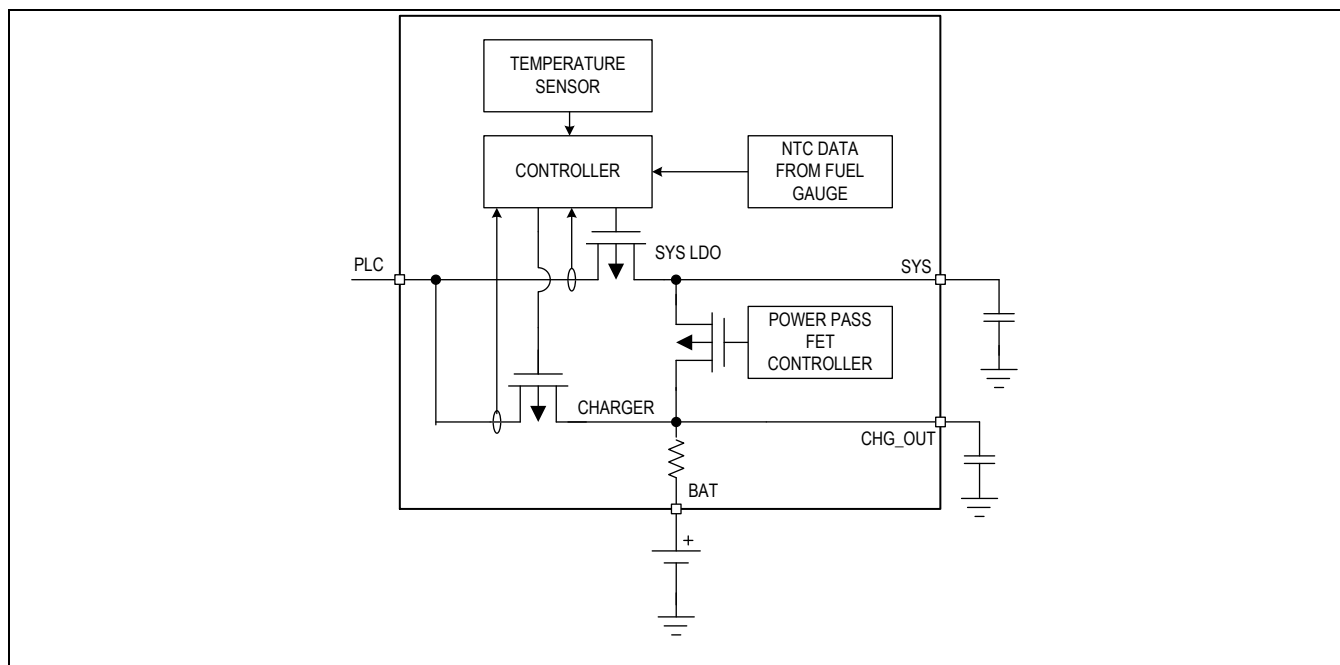 TEMPERATURE
SENSOR
CONTROLLER
NTC DATA
FROM FUEL
GAUGE
SYS LDO
PLC
SYS
POWER PASS
FET
CONTROLLER
CHARGER
CHG_OUT
BAT
+